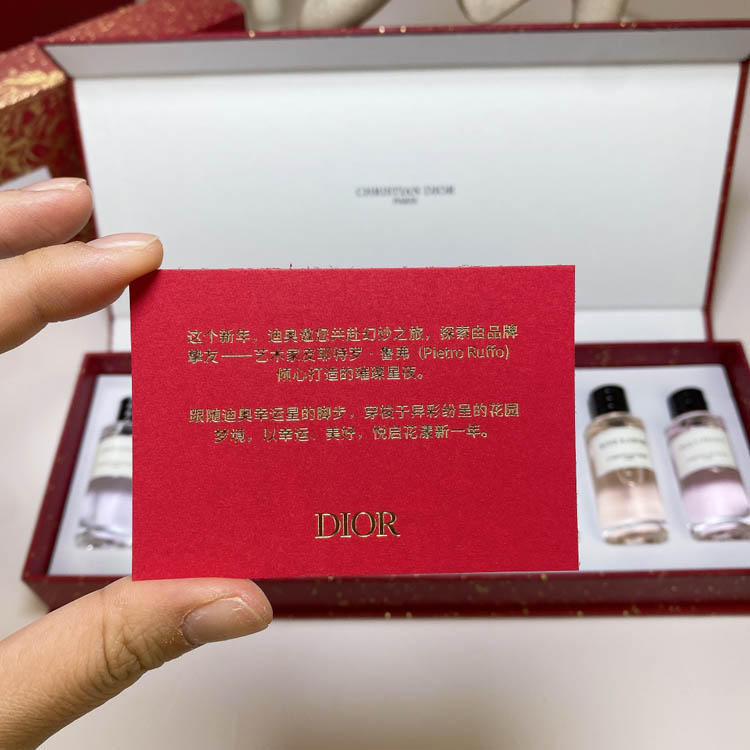 CHRISTIAN DIOR
PARIS
这个新年，迪奥邀您共赴幻妙之旅，探索由品牌
挚友——艺术家皮耶特罗·鲁弗 (Pietro Ruffo)
倾心打造的璀璨星夜。
跟随迪奥幸运星的脚步，穿梭于异彩纷呈的花园
梦境，以幸运、美好，悦启花漾新一年。
DIOR